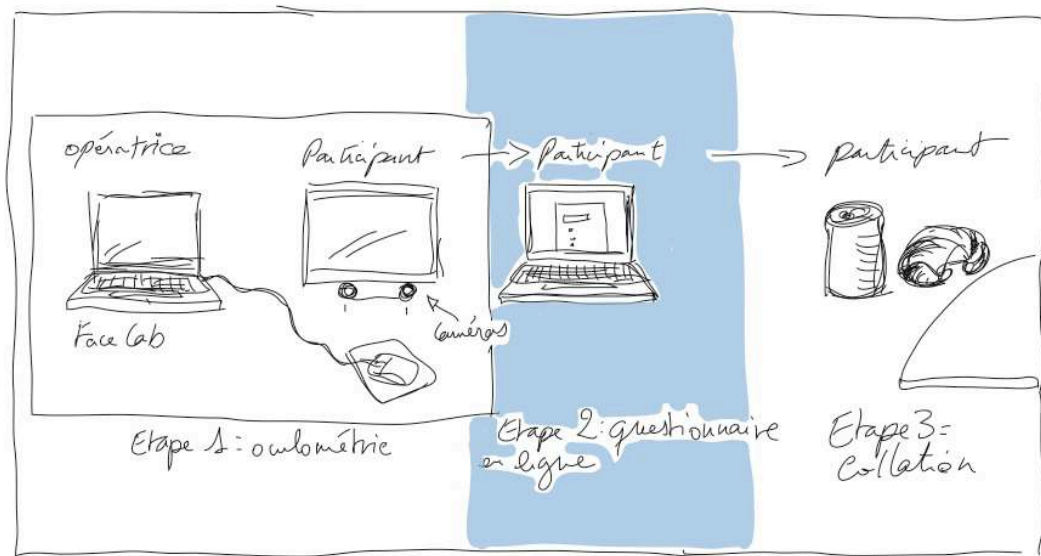 opératrice
Participant
Participant
participant
Face Lab
Caméras
Etape 1 : oculométrie
Etape 2 : questionnaire
en ligne
Etape 3 =
Collation